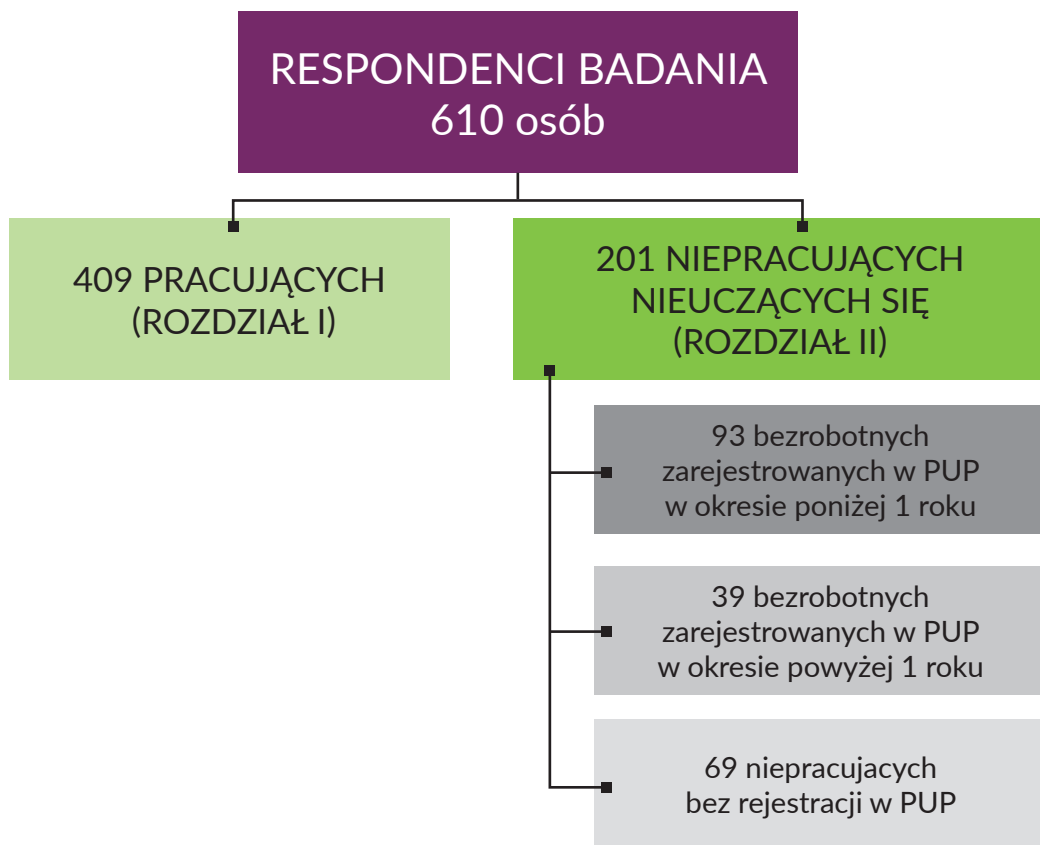 RESPONDENCI BADANIA
610 osób
409 PRACUJĄCYCH
(ROZDZIAŁ I)
201 NIEPRACUJĄCYCH
NIEUCZĄCYCH SIĘ
(ROZDZIAŁ II)
93 bezrobotnych
zarejestrowanych w PUP
w okresie poniżej 1 roku
39 bezrobotnych
zarejestrowanych w PUP
w okresie powyżej 1 roku
69 niepracujacych
bez rejestracji w PUP